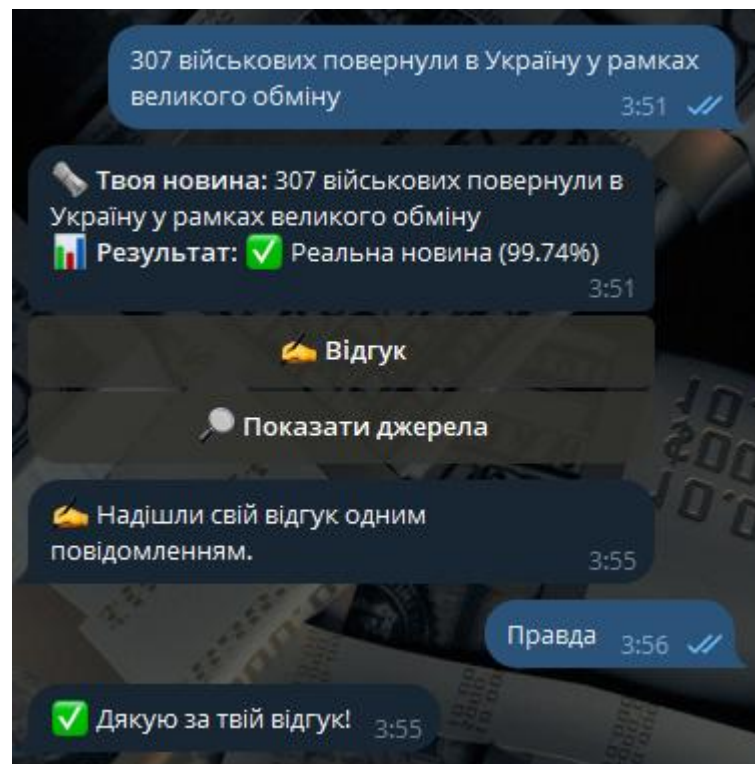 307 військових повернули в Україну у рамках
великого обміну
3:51
🗞 Твоя новина: 307 військових повернули в
Україну у рамках великого обміну
📊 Результат: ✅ Реальна новина (99.74%)
3:51
✍ Відгук
🔎 Показати джерела
✍ Надішли свій відгук одним
повідомленням.
3:55
Правда 3:56
✅ Дякую за твій відгук! 3:55